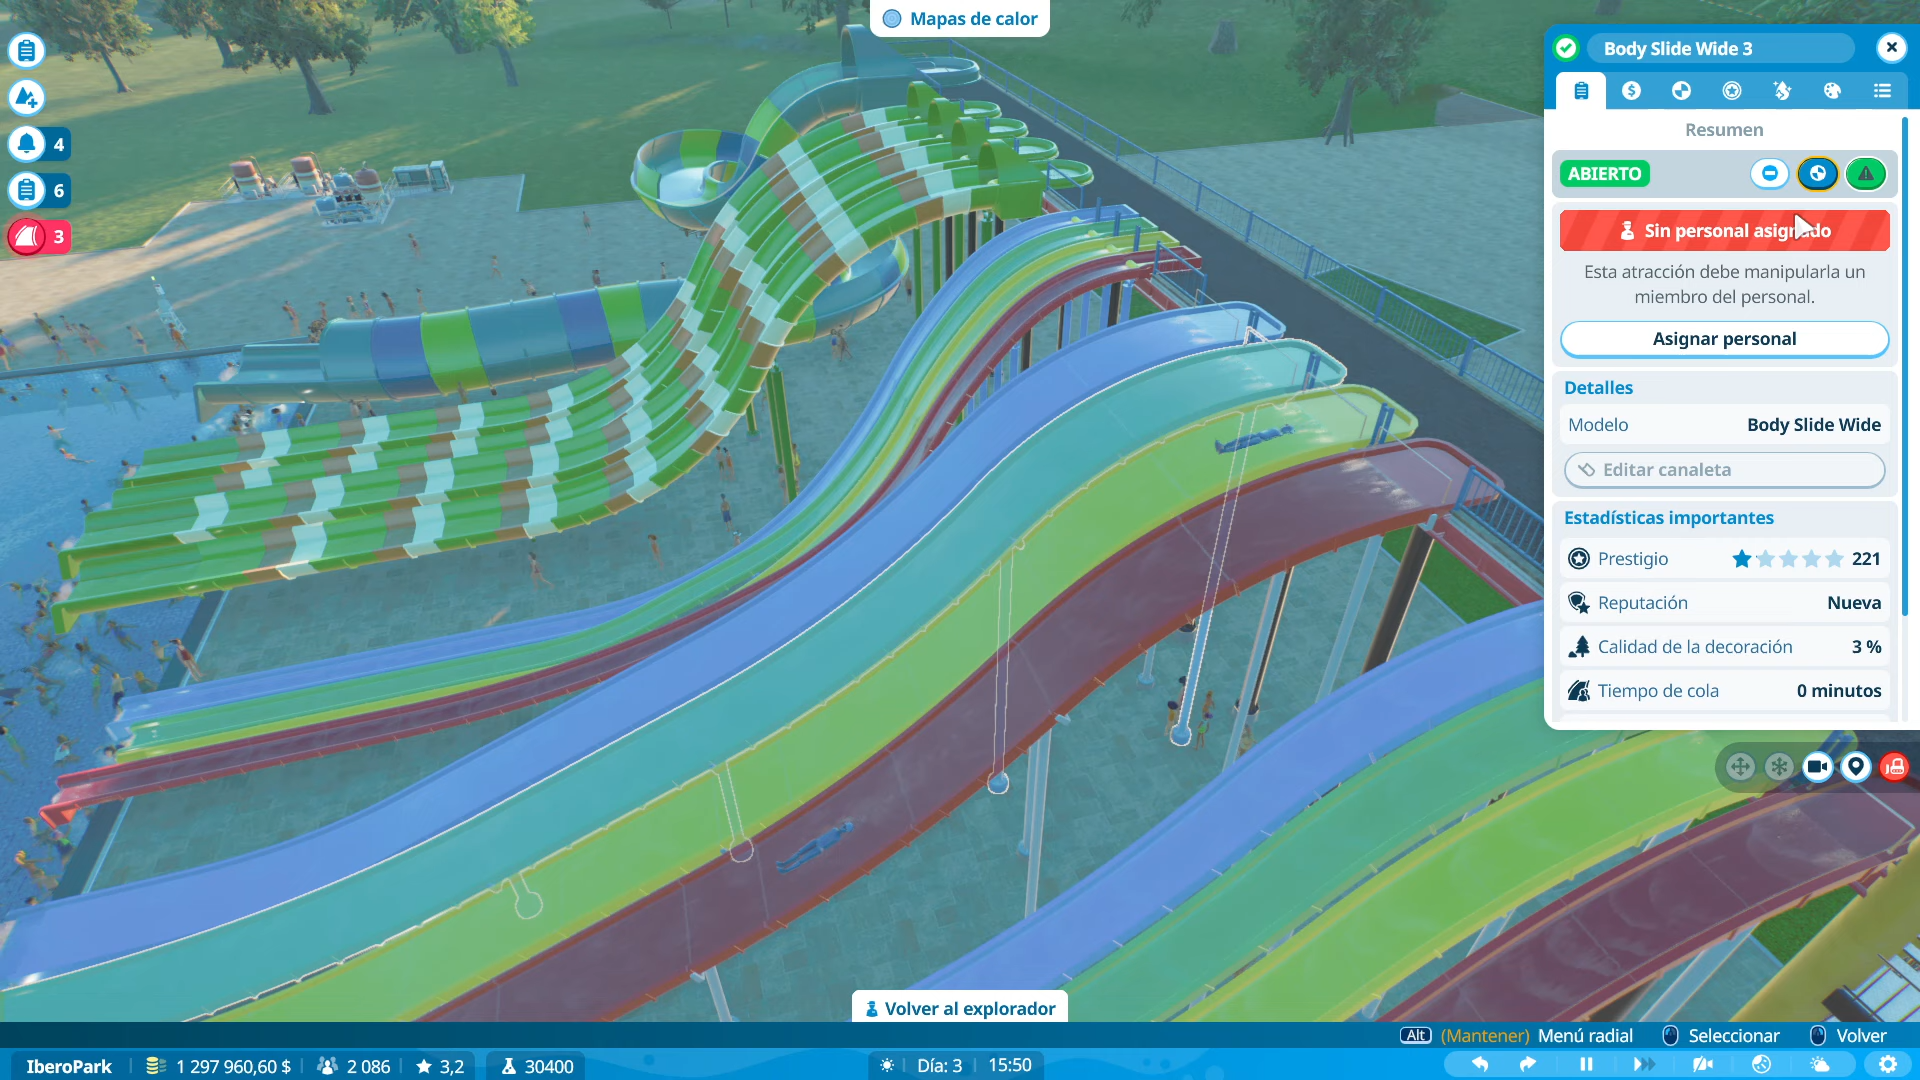 Mapas de calor
4
6
3
Body Slide Wide 3
Resumen
ABIERTO
Sin personal asignado
Esta atracción debe manipularla un
miembro del personal.
Asignar personal
Detalles
Modelo Body Slide Wide
Editar canaleta
Estadísticas importantes
Prestigio 221
Reputación Nueva
Calidad de la decoración 3 %
Tiempo de cola 0 minutos
Volver al explorador
Alt (Mantener) Menú radial Seleccionar Volver
IberoPark 1 297 960,60 $ 2 086 3,2 30400 Día: 3 15:50